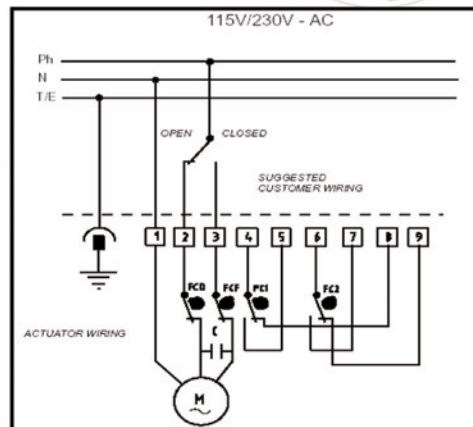 115V/230V - AC
Ph
N
T/E
OPEN CLOSED
SUGGESTED
CUSTOMER WIRING
1 2 3 4 5 6 7 8 9
FCO FCF FC1 FC2
ACTUATOR WIRING
C
M